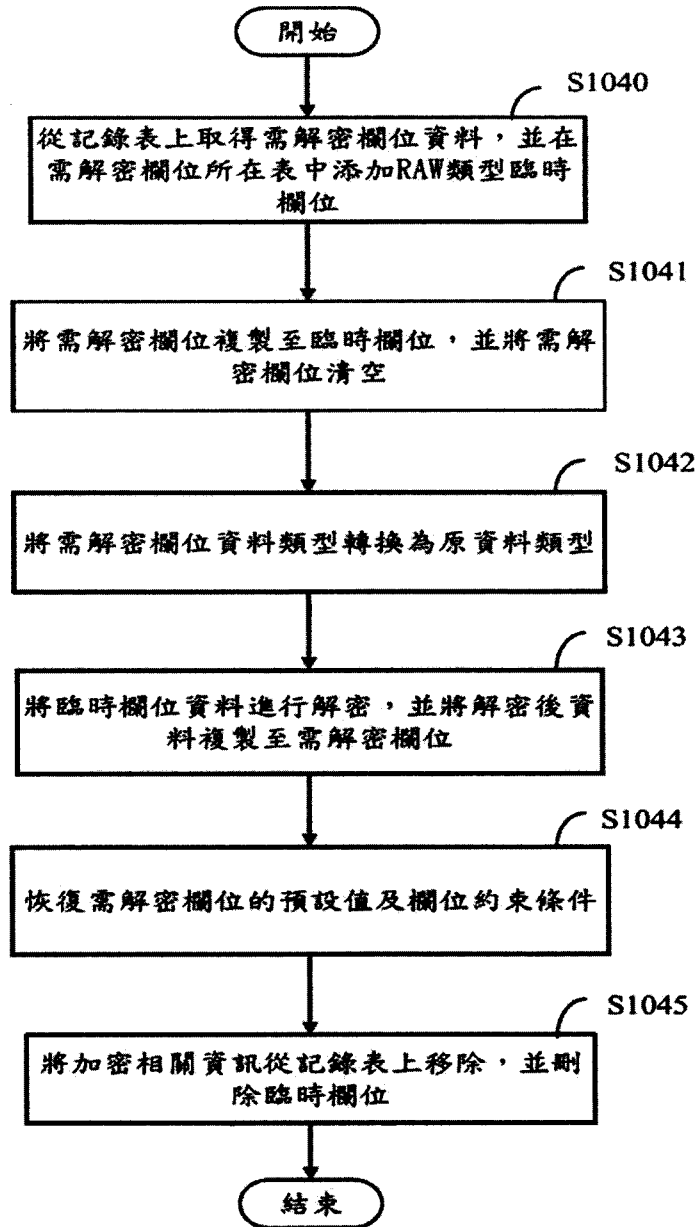 開始
S1040
從記錄表上取得需解密欄位資料，並在
需解密欄位所在表中添加RAW類型臨時
欄位
S1041
將需解密欄位複製至臨時欄位，並將需解
密欄位清空
S1042
將需解密欄位資料類型轉換為原資料類型
S1043
將臨時欄位資料進行解密，並將解密後資
料複製至需解密欄位
S1044
恢復需解密欄位的預設值及欄位約束條件
S1045
將加密相關資訊從記錄表上移除，並刪
除臨時欄位
結束